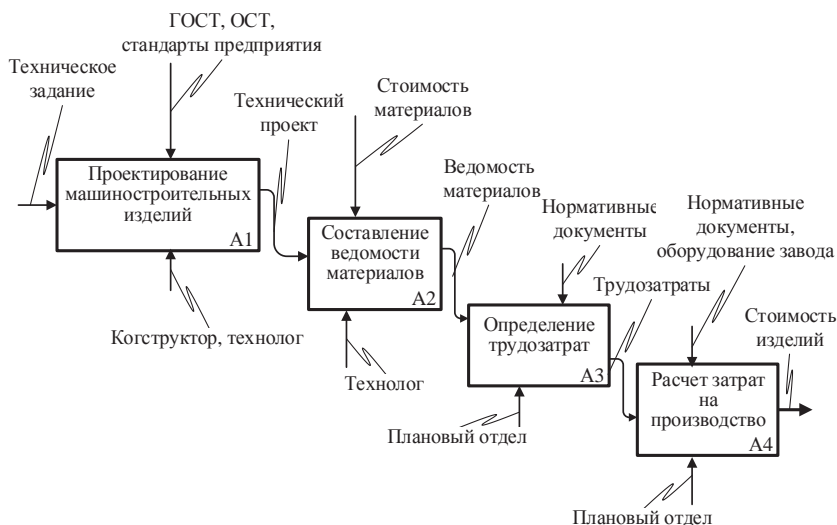 ГОСТ, ОСТ,
стандарты предприятия
Техническое
задание
Технический
проект
Стоимость
материалов
Проектирование
машиностроительных
изделий
A1
Ведомость
материалов
Нормативные
документы
Нормативные
документы,
оборудование завода
Составление
ведомости
материалов
A2
Трудозатраты
Когструктор, технолог
Определение
трудозатрат
A3
Стоимость
изделий
Технолог
Расчет затрат
на
производство
A4
Плановый отдел
Плановый отдел